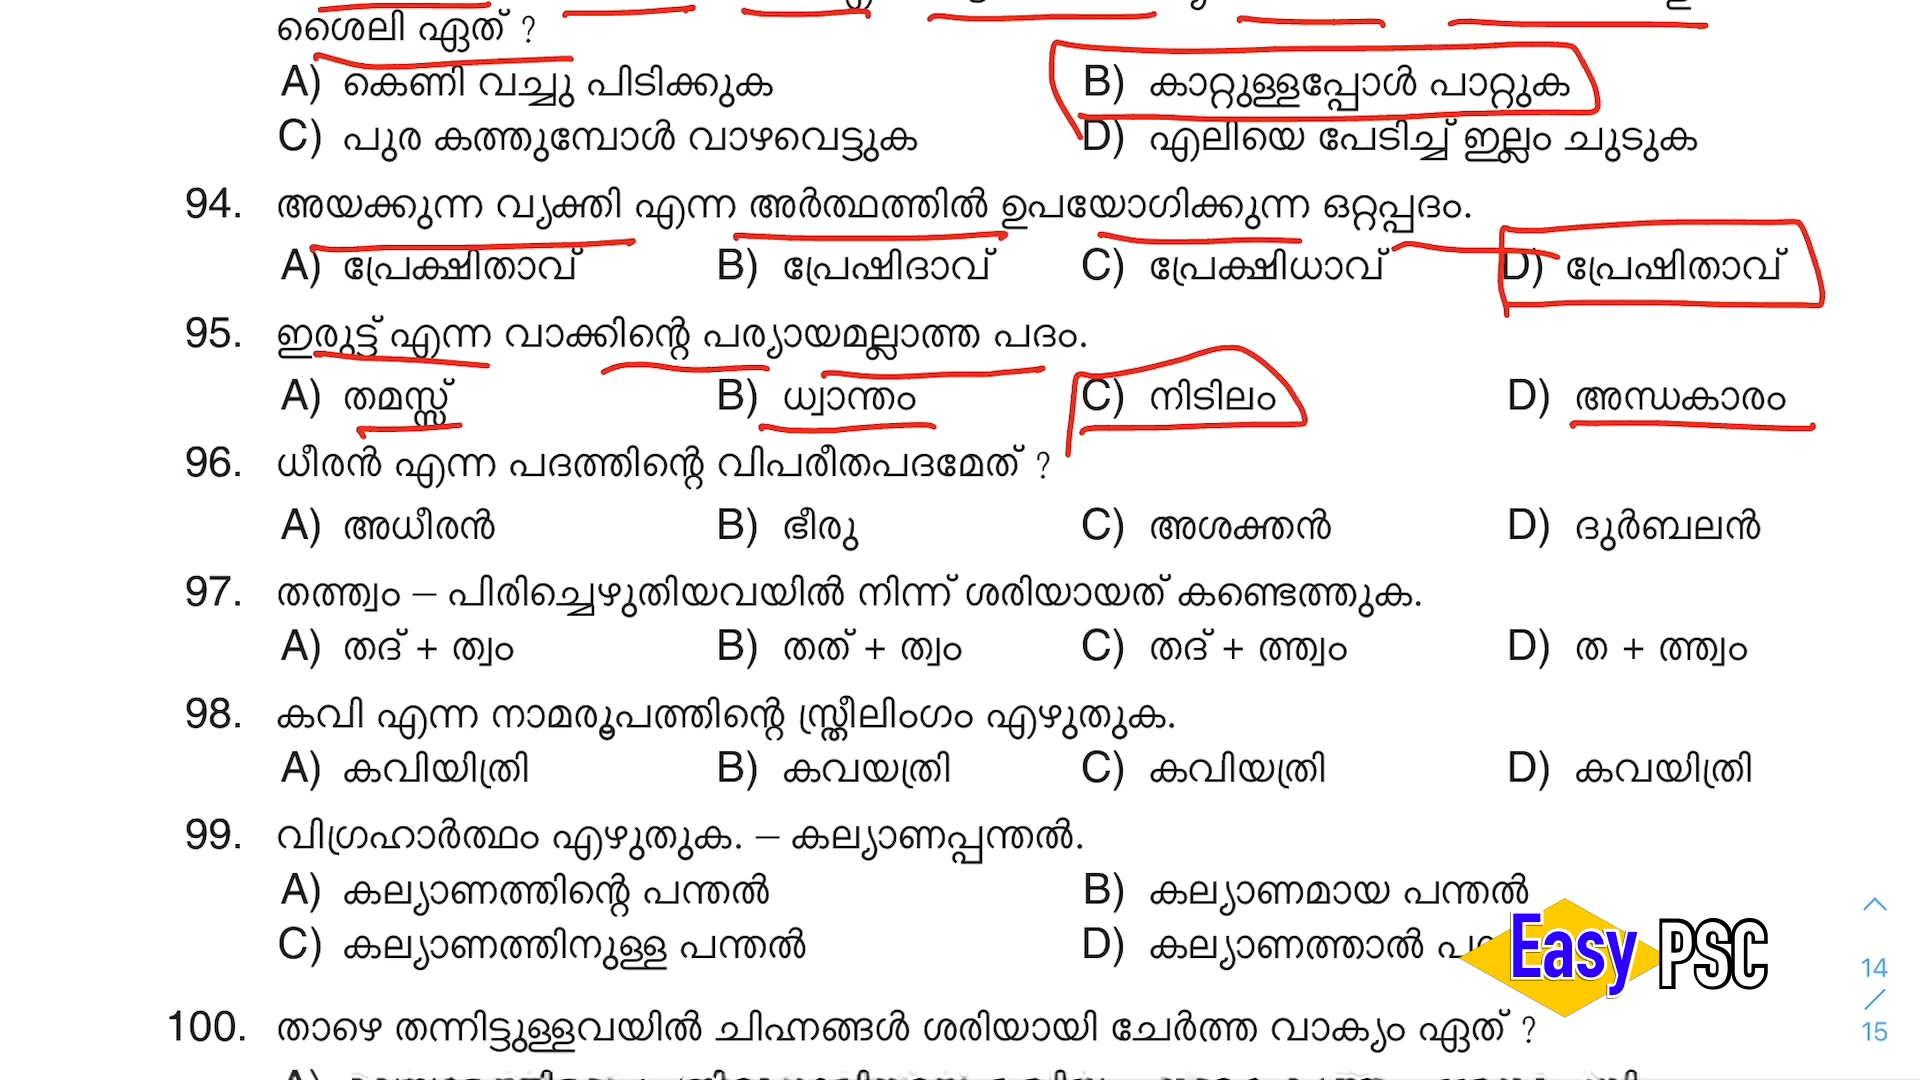 ശൈലി ഏത് ?
A) കെണി വച്ചു പിടിക്കുക B) കാറ്റുള്ളപ്പോൾ പാറ്റുക
C) പുര കത്തുമ്പോൾ വാഴവെട്ടുക D) എലിയെ പേടിച്ച് ഇല്ലം ചുടുക
94. അയക്കുന്ന വ്യക്തി എന്ന അർത്ഥത്തിൽ ഉപയോഗിക്കുന്ന ഒറ്റപ്പദം.
A) പ്രേക്ഷിതാവ് B) പ്രേഷിദാവ് C) പ്രേക്ഷിധാവ് D) പ്രേഷിതാവ്
95. ഇരുട്ട് എന്ന വാക്കിന്റെ പര്യായമല്ലാത്ത പദം.
A) തമസ്സ് B) ധ്വാന്തം C) നിടിലം D) അന്ധകാരം
96. ധീരൻ എന്ന പദത്തിന്റെ വിപരീതപദമേത് ?
A) അധീരൻ B) ഭീരു C) അശക്തൻ D) ദുർബലൻ
97. തത്ത്വം – പിരിച്ചെഴുതിയവയിൽ നിന്ന് ശരിയായത് കണ്ടെത്തുക.
A) തദ് + ത്വം B) തത് + ത്വം C) തദ് + ത്ത്വം D) ത + ത്ത്വം
98. കവി എന്ന നാമരൂപത്തിന്റെ സ്ത്രീലിംഗം എഴുതുക.
A) കവിയിത്രി B) കവയത്രി C) കവിയത്രി D) കവയിത്രി
99. വിഗ്രഹാർത്ഥം എഴുതുക. – കല്യാണപ്പന്തൽ.
A) കല്യാണത്തിന്റെ പന്തൽ B) കല്യാണമായ പന്തൽ
C) കല്യാണത്തിനുള്ള പന്തൽ D) കല്യാണത്താൽ
Easy PSC
14
/
15
100. താഴെ തന്നിട്ടുള്ളവയിൽ ചിഹ്നങ്ങൾ ശരിയായി ചേർത്ത വാക്യം ഏത് ?